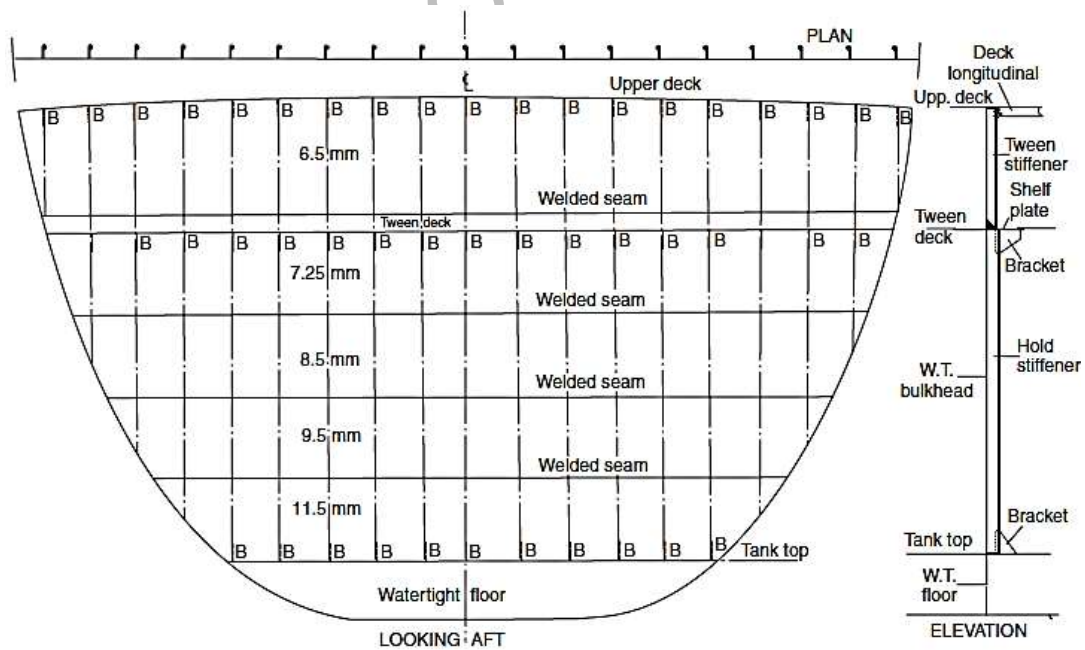 PLAN
℄
Upper deck
B B B B B B B B B B B B B B B B B B B
6.5 mm
Welded seam
Tween deck
B B B B B B B B B B B B B B B
7.25 mm
Welded seam
8.5 mm
Welded seam
9.5 mm
Welded seam
11.5 mm
B B B B B B B B B B B
Tank top
Watertight floor
LOOKING AFT
Deck
longitudinal
Upp. deck
Tween
stiffener
Shelf
plate
Tween
deck
Bracket
Hold
stiffener
W.T.
bulkhead
Bracket
Tank top
W.T.
floor
ELEVATION